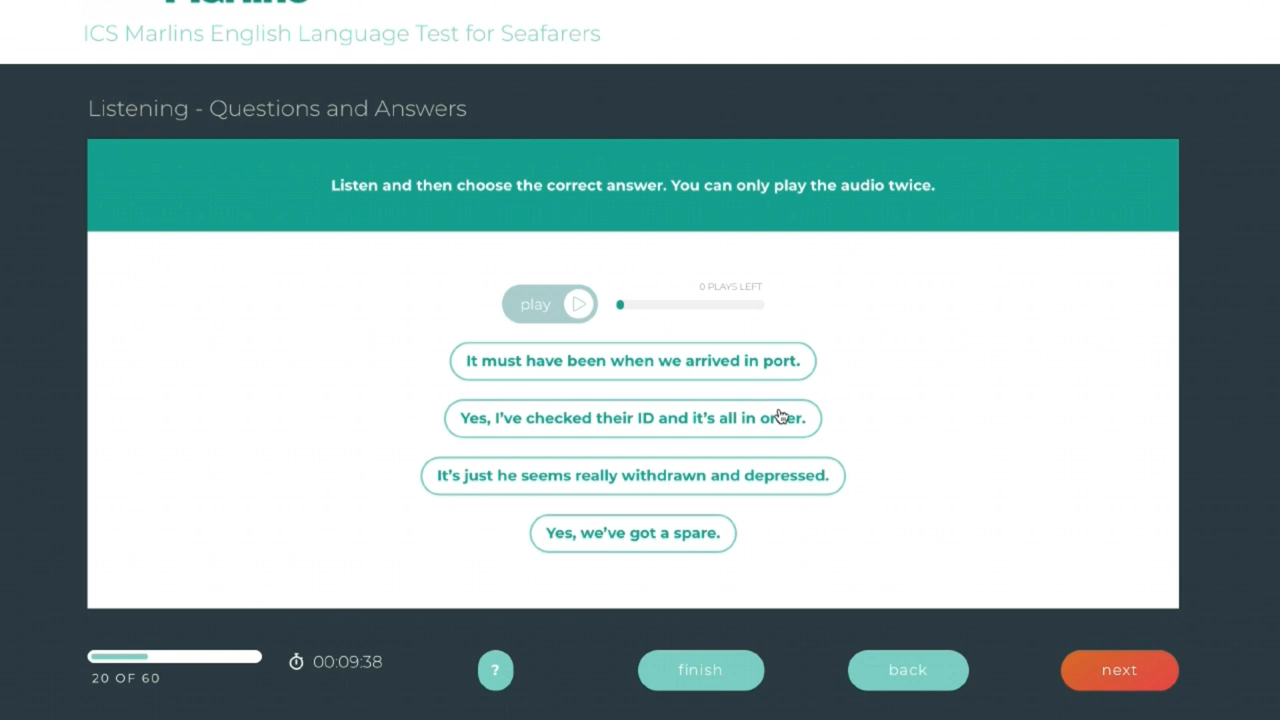 ICS Marlins English Language Test for Seafarers
Listening - Questions and Answers
Listen and then choose the correct answer. You can only play the audio twice.
0 PLAYS LEFT
play
It must have been when we arrived in port.
Yes, I've checked their ID and it's all in order.
It's just he seems really withdrawn and depressed.
Yes, we've got a spare.
20 OF 60
00:09:38
?
finish
back
next